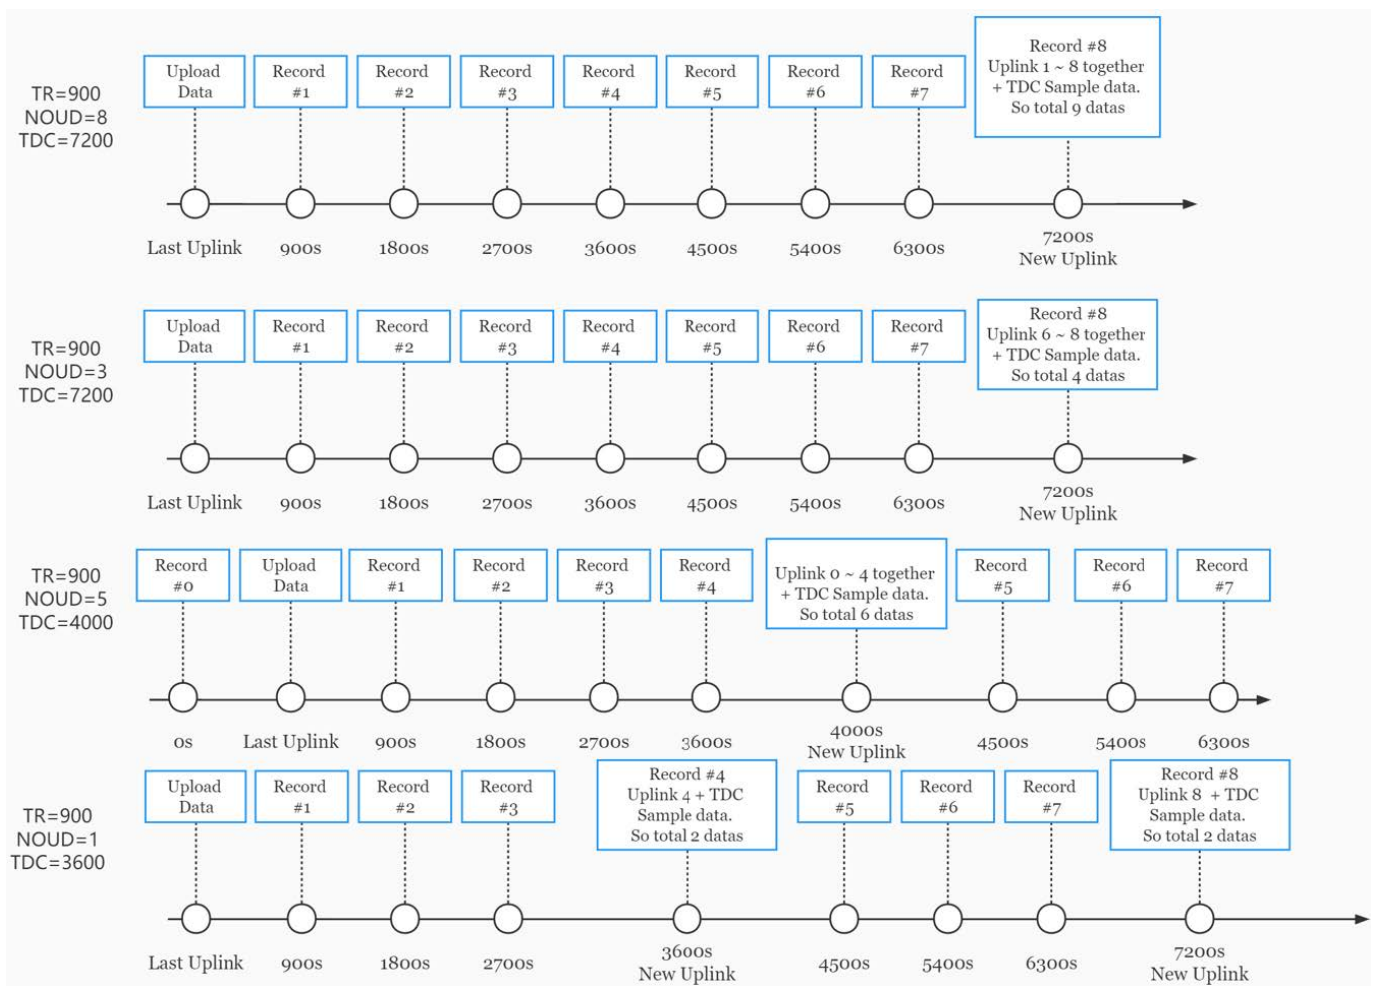 TR=900
NOUD=8
TDC=7200
Upload
Data
Record
#1
Record
#2
Record
#3
Record
#4
Record
#5
Record
#6
Record
#7
Record #8
Uplink 1 ~ 8 together
+ TDC Sample data.
So total 9 datas
Last Uplink
900s
1800s
2700s
3600s
4500s
5400s
6300s
7200s
New Uplink
TR=900
NOUD=3
TDC=7200
Upload
Data
Record
#1
Record
#2
Record
#3
Record
#4
Record
#5
Record
#6
Record
#7
Record #8
Uplink 6 ~ 8 together
+ TDC Sample data.
So total 4 datas
Last Uplink
900s
1800s
2700s
3600s
4500s
5400s
6300s
7200s
New Uplink
TR=900
NOUD=5
TDC=4000
Record
#0
Upload
Data
Record
#1
Record
#2
Record
#3
Record
#4
Uplink 0 ~ 4 together
+ TDC Sample data.
So total 6 datas
Record
#5
Record
#6
Record
#7
0s
Last Uplink
900s
1800s
2700s
3600s
4000s
New Uplink
4500s
5400s
6300s
TR=900
NOUD=1
TDC=3600
Upload
Data
Record
#1
Record
#2
Record
#3
Record #4
Uplink 4 + TDC
Sample data.
So total 2 datas
Record
#5
Record
#6
Record
#7
Record #8
Uplink 8 + TDC
Sample data.
So total 2 datas
Last Uplink
900s
1800s
2700s
3600s
New Uplink
4500s
5400s
6300s
7200s
New Uplink